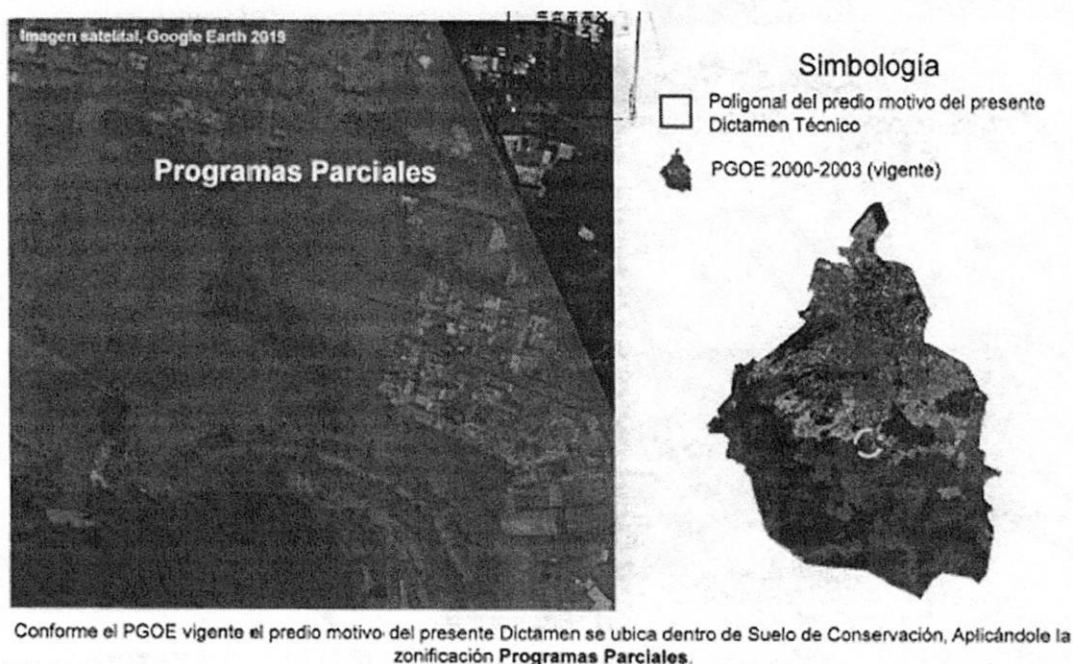 Imagen satelital, Google Earth 2019
Programas Parciales
Simbología
Poligonal del predio motivo del presente
Dictamen Técnico
PGOE 2000-2003 (vigente)
Conforme el PGOE vigente el predio motivo del presente Dictamen se ubica dentro de Suelo de Conservación, Aplicándole la
zonificación Programas Parciales.